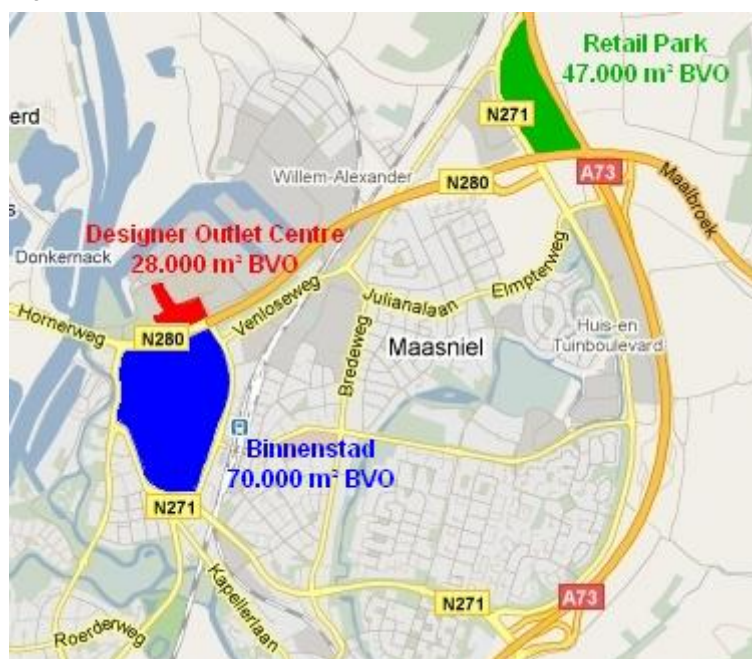 Retail Park
47.000 m² BVO
erd
N271
Willem-Alexander
N280
A73
Maalbroek
Designer Outlet Centre
28.000 m² BVO
Donkernack
Elmpterweg
Julianalaan
Venloseweg
Hornerweg
N280
Bredeweg
Maasniel
Huis-en
Tuinboulevard
Binnenstad
70.000 m² BVO
N271
Kapellerlaan
N271
A73
Roerderweg